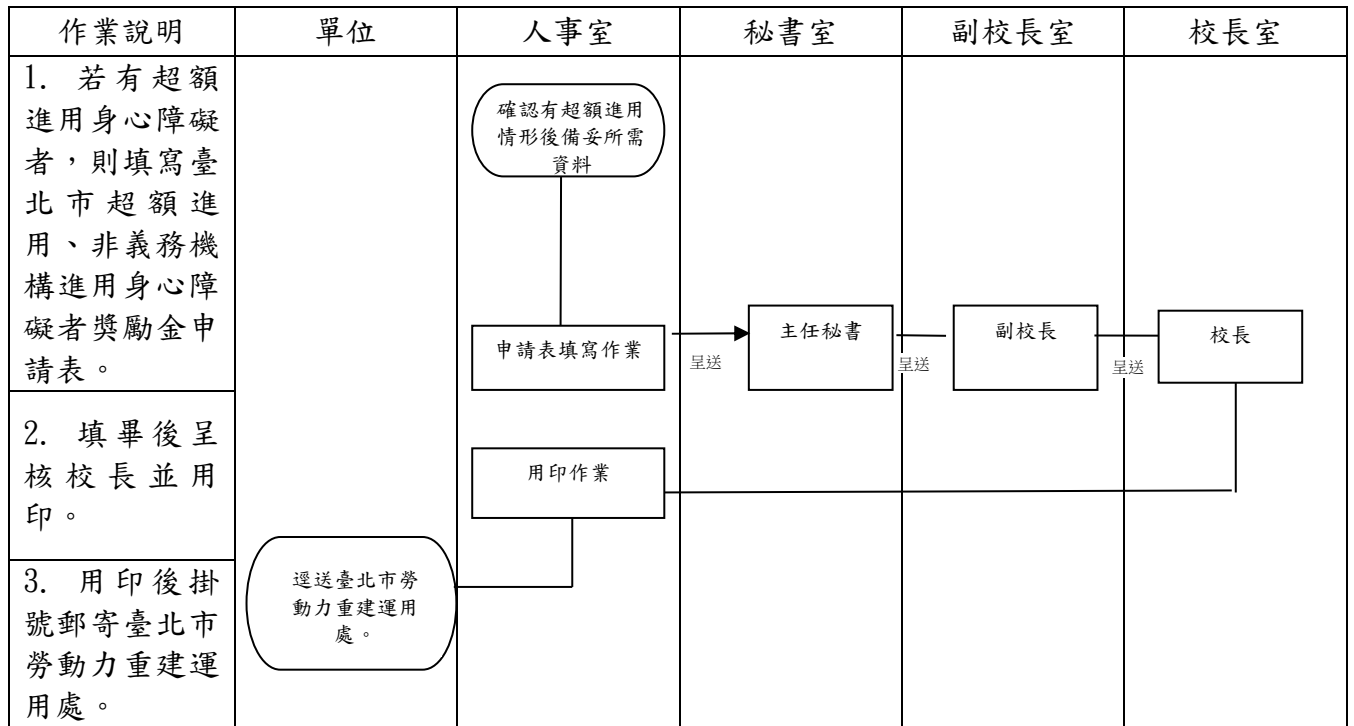 作業說明
單位
人事室
秘書室
副校長室
校長室
1. 若有超額
進用身心障礙
者，則填寫臺
北市超額進
用、非義務機
構進用身心障
礙者獎勵金申
請表。
確認有超額進用
情形後備妥所需
資料
申請表填寫作業
呈送
主任秘書
呈送
副校長
呈送
校長
2. 填畢後呈
核校長並用
印。
用印作業
3. 用印後掛
號郵寄臺北市
勞動力重建運
用處。
逕送臺北市勞
動力重建運用
處。